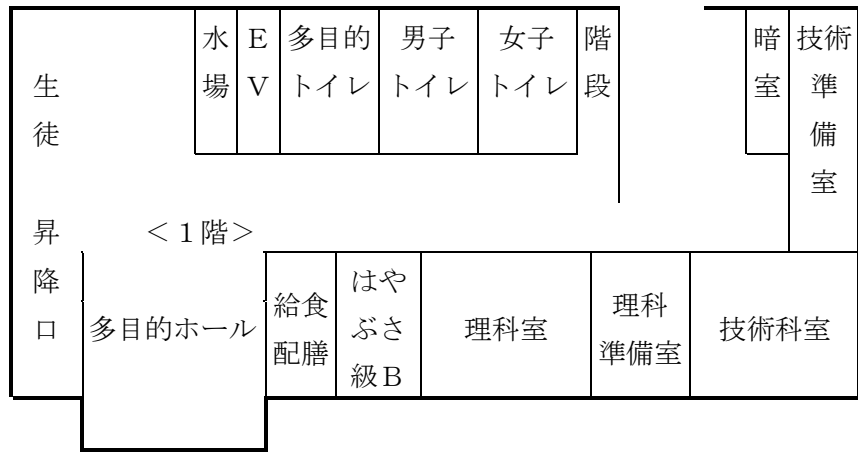 生徒
昇降口
水場
EV
多目的
トイレ
男子
トイレ
女子
トイレ
階段
暗室
技術
準備室
<1階>
多目的ホール
給食
配膳
はや
ぶさ
級B
理科室
理科
準備室
技術科室